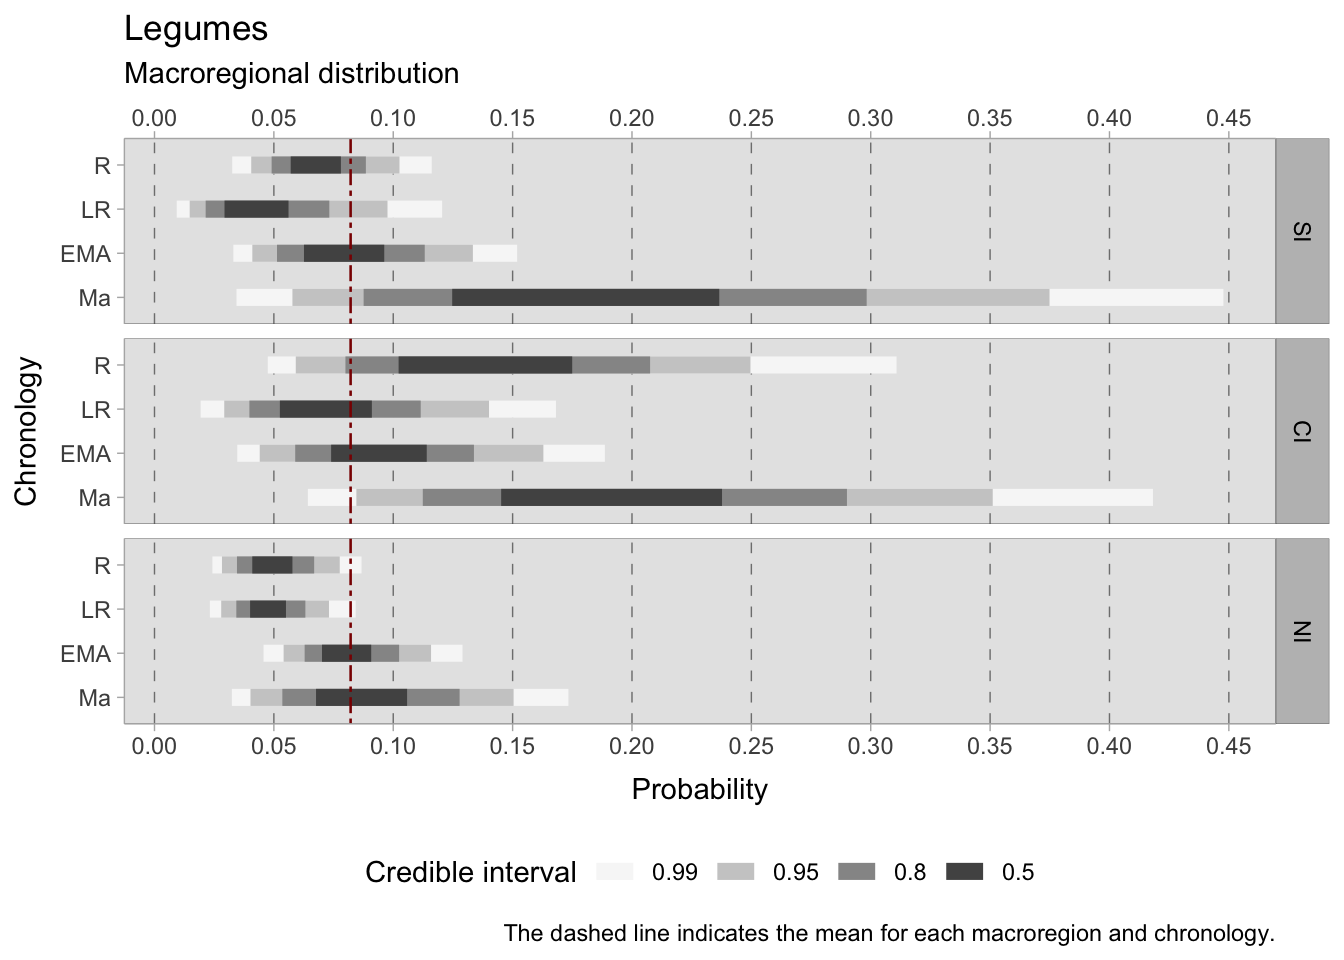 Legumes
Macroregional distribution
0.00 0.05 0.10 0.15 0.20 0.25 0.30 0.35 0.40 0.45
R
LR
EMA
Ma
SI
Chronology
R
LR
EMA
Ma
CI
R
LR
EMA
Ma
NI
0.00 0.05 0.10 0.15 0.20 0.25 0.30 0.35 0.40 0.45
Probability
Credible interval 0.99 0.95 0.8 0.5
The dashed line indicates the mean for each macroregion and chronology.